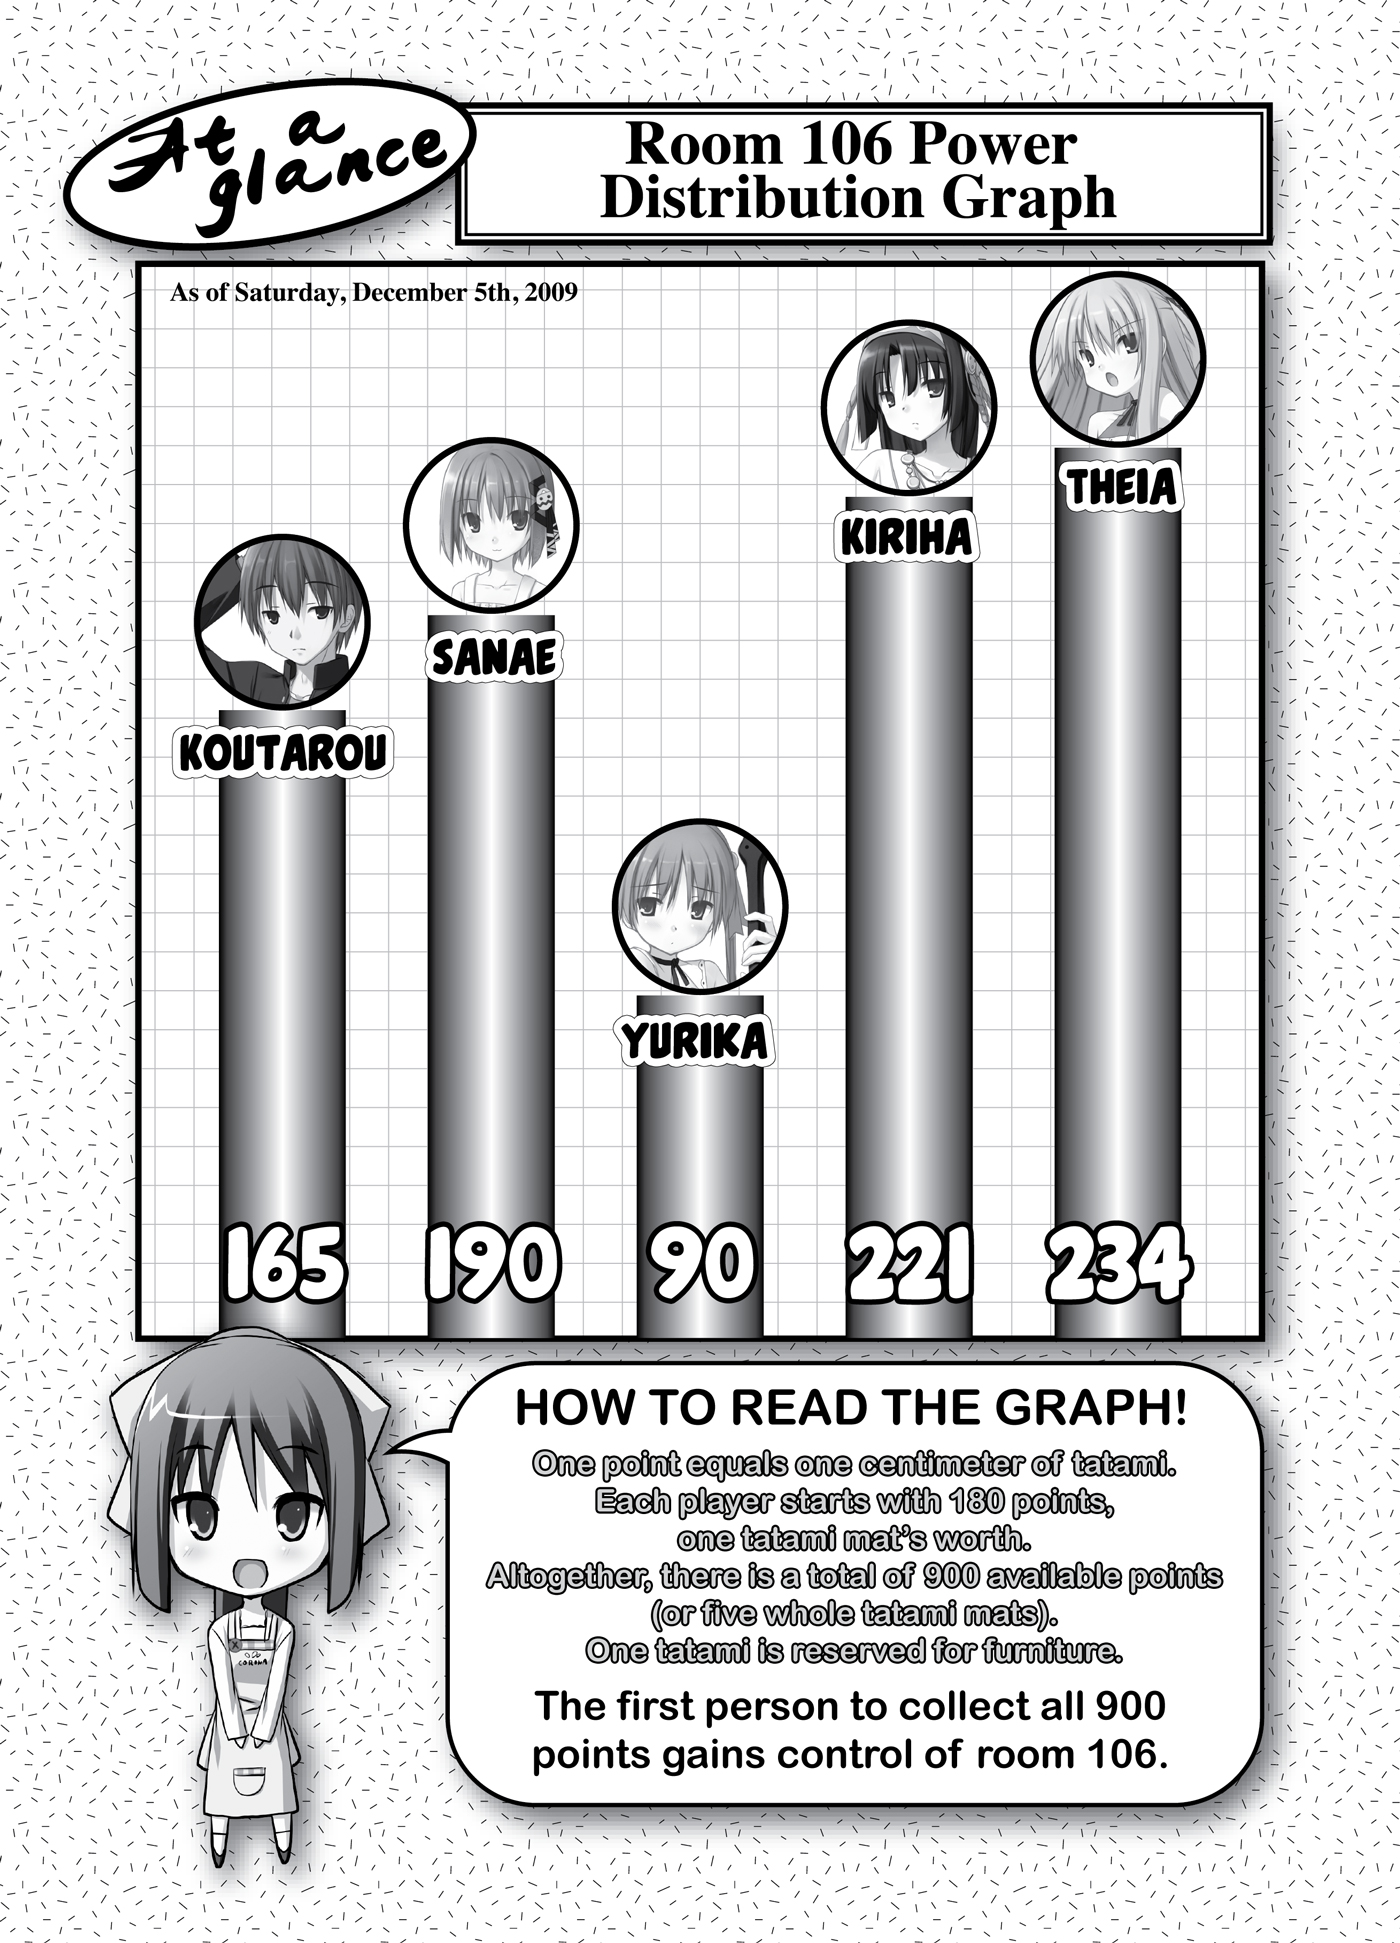 At a
glance
Room 106 Power
Distribution Graph
As of Saturday, December 5th, 2009
THEIA
KIRIHA
SANAE
KOUTAROU
YURIKA
165 190 90 221 234
HOW TO READ THE GRAPH!
One point equals one centimeter of tatami.
Each player starts with 180 points,
one tatami mat's worth.
Altogether, there is a total of 900 available points
(or five whole tatami mats).
One tatami is reserved for furniture.
The first person to collect all 900
points gains control of room 106.
CORONA